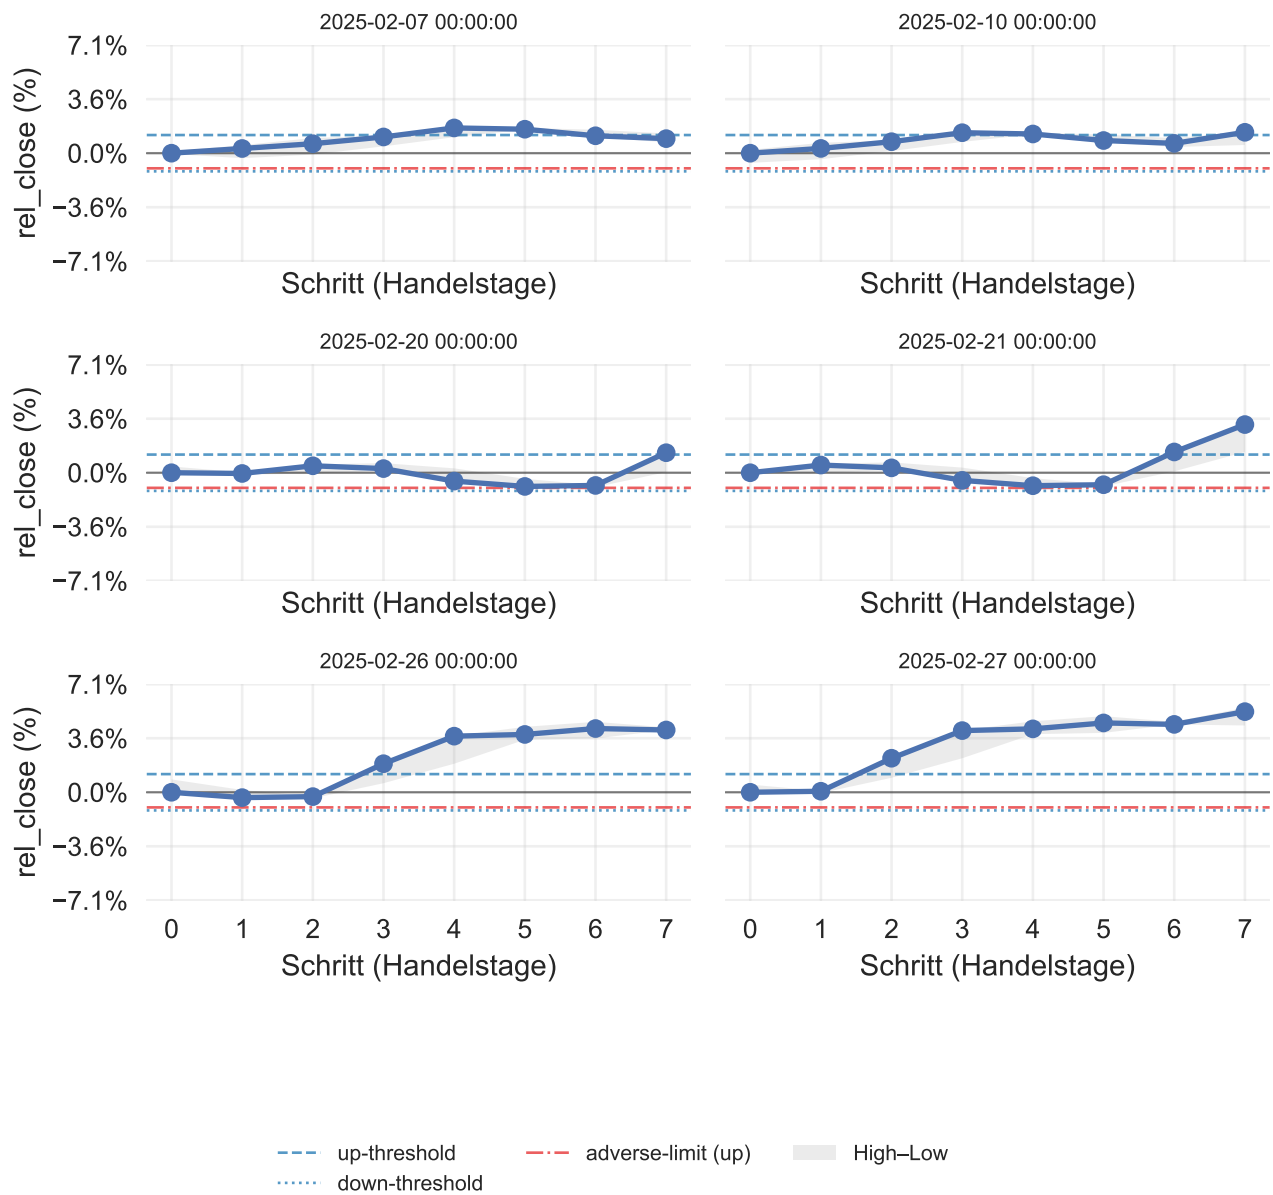 2025-02-07 00:00:00
2025-02-10 00:00:00
7.1%
3.6%
0.0%
−3.6%
−7.1%
rel_close (%)
Schritt (Handelstage)
Schritt (Handelstage)
2025-02-20 00:00:00
2025-02-21 00:00:00
7.1%
3.6%
0.0%
−3.6%
−7.1%
rel_close (%)
Schritt (Handelstage)
Schritt (Handelstage)
2025-02-26 00:00:00
2025-02-27 00:00:00
7.1%
3.6%
0.0%
−3.6%
−7.1%
rel_close (%)
0 1 2 3 4 5 6 7
0 1 2 3 4 5 6 7
Schritt (Handelstage)
Schritt (Handelstage)
up-threshold
down-threshold
adverse-limit (up)
High–Low